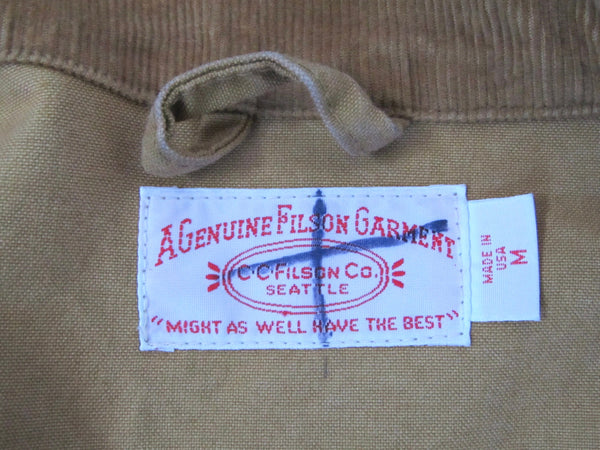 A GENUINE FILSON GARMENT
C·C·FILSON CO.
SEATTLE
"MIGHT AS WELL HAVE THE BEST"
MADE IN
USA
M